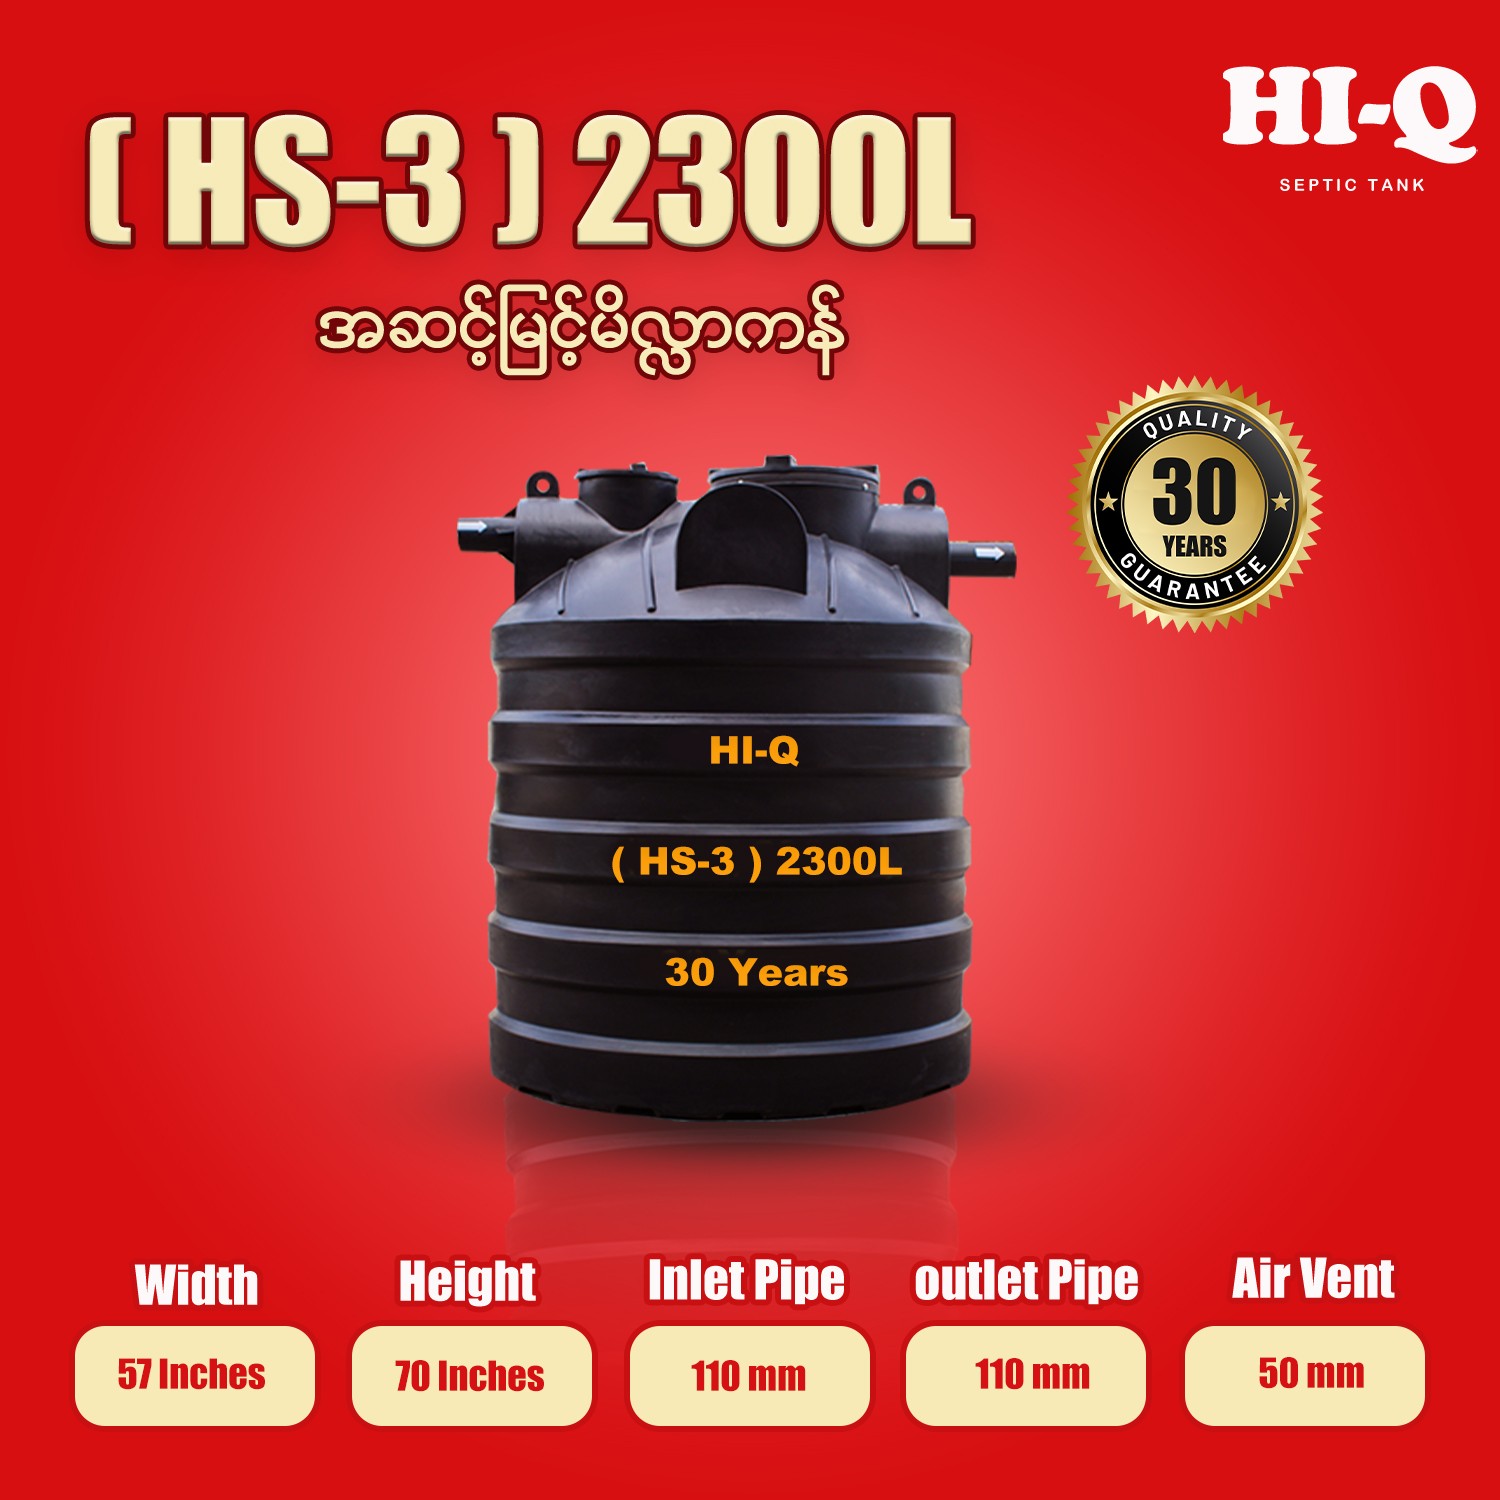 HI-Q
SEPTIC TANK
( HS-3 ) 2300L
အဆင့်မြင့်မိလ္လာကန်
QUALITY
30
YEARS
GUARANTEE
HI-Q
( HS-3 ) 2300L
30 Years
Width
57 Inches
Height
70 Inches
Inlet Pipe
110 mm
outlet Pipe
110 mm
Air Vent
50 mm